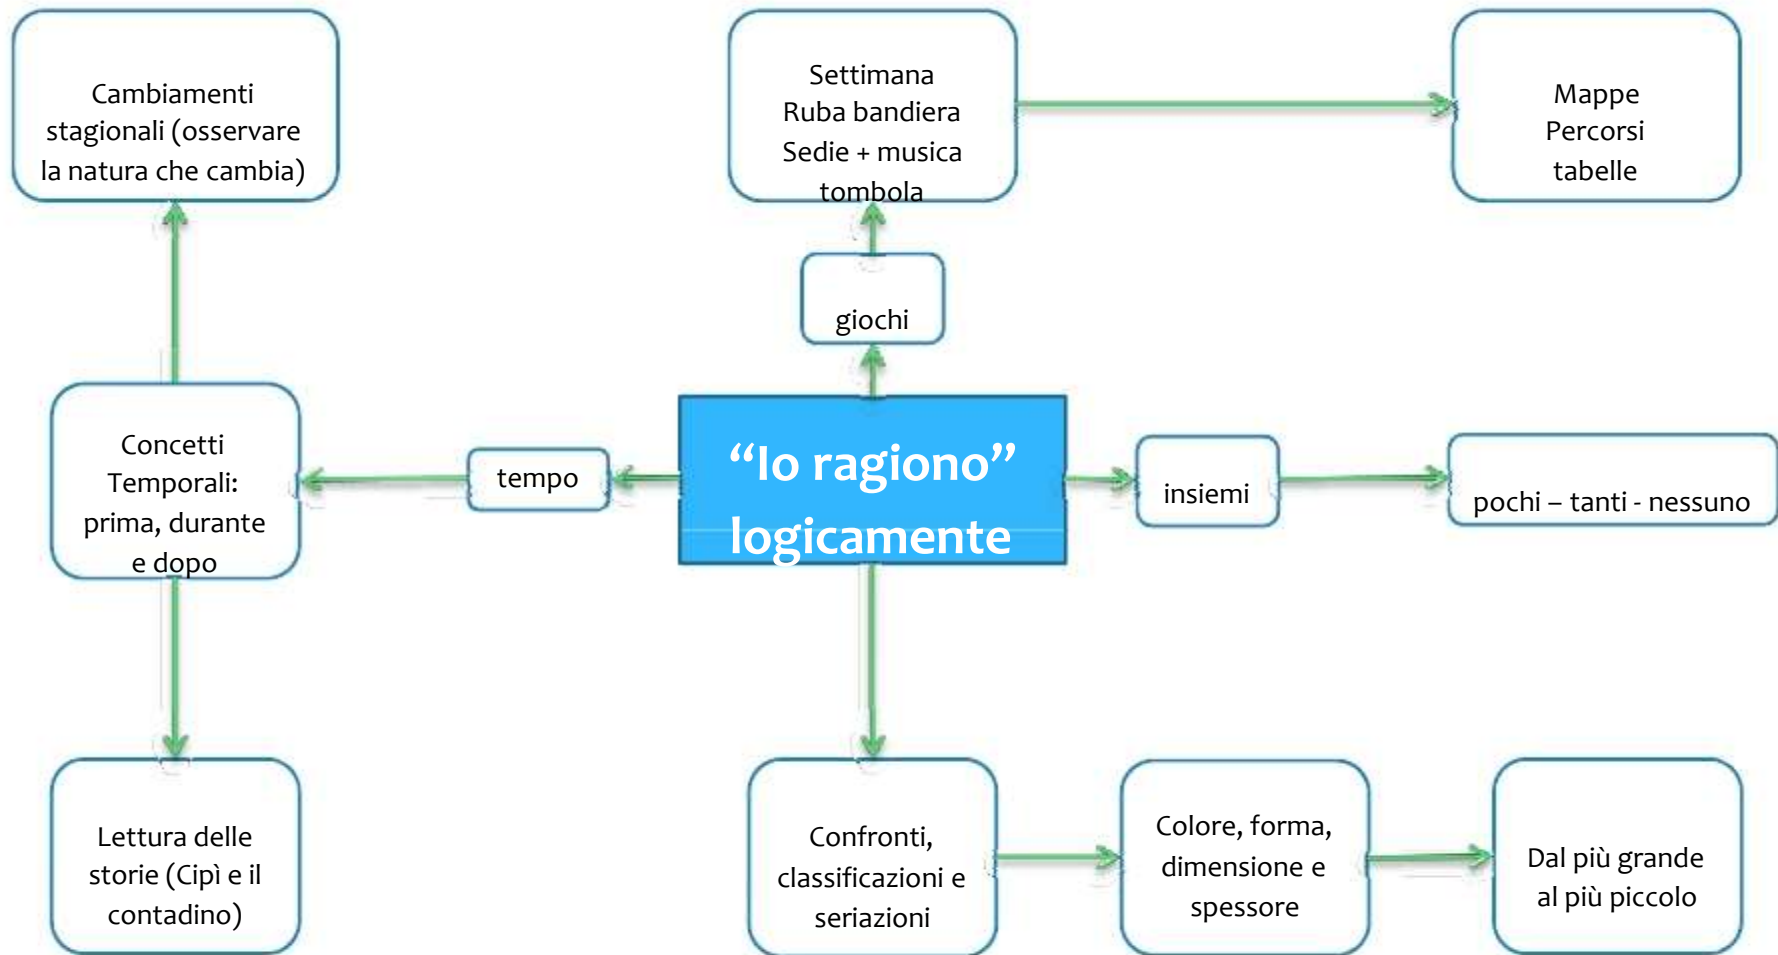 Cambiamenti
stagionali (osservare
la natura che cambia)
Settimana
Ruba bandiera
Sedie + musica
tombola
Mappe
Percorsi
tabelle
giochi
Concetti
Temporali:
prima, durante
e dopo
tempo
“Io ragiono”
logicamente
insiemi
pochi – tanti - nessuno
Lettura delle
storie (Cipì e il
contadino)
Confronti,
classificazioni e
seriazioni
Colore, forma,
dimensione e
spessore
Dal più grande
al più piccolo